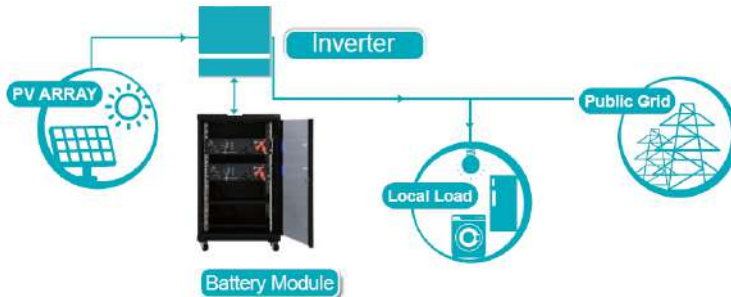 Inverter
PV ARRAY
Public Grid
Local Load
Battery Module